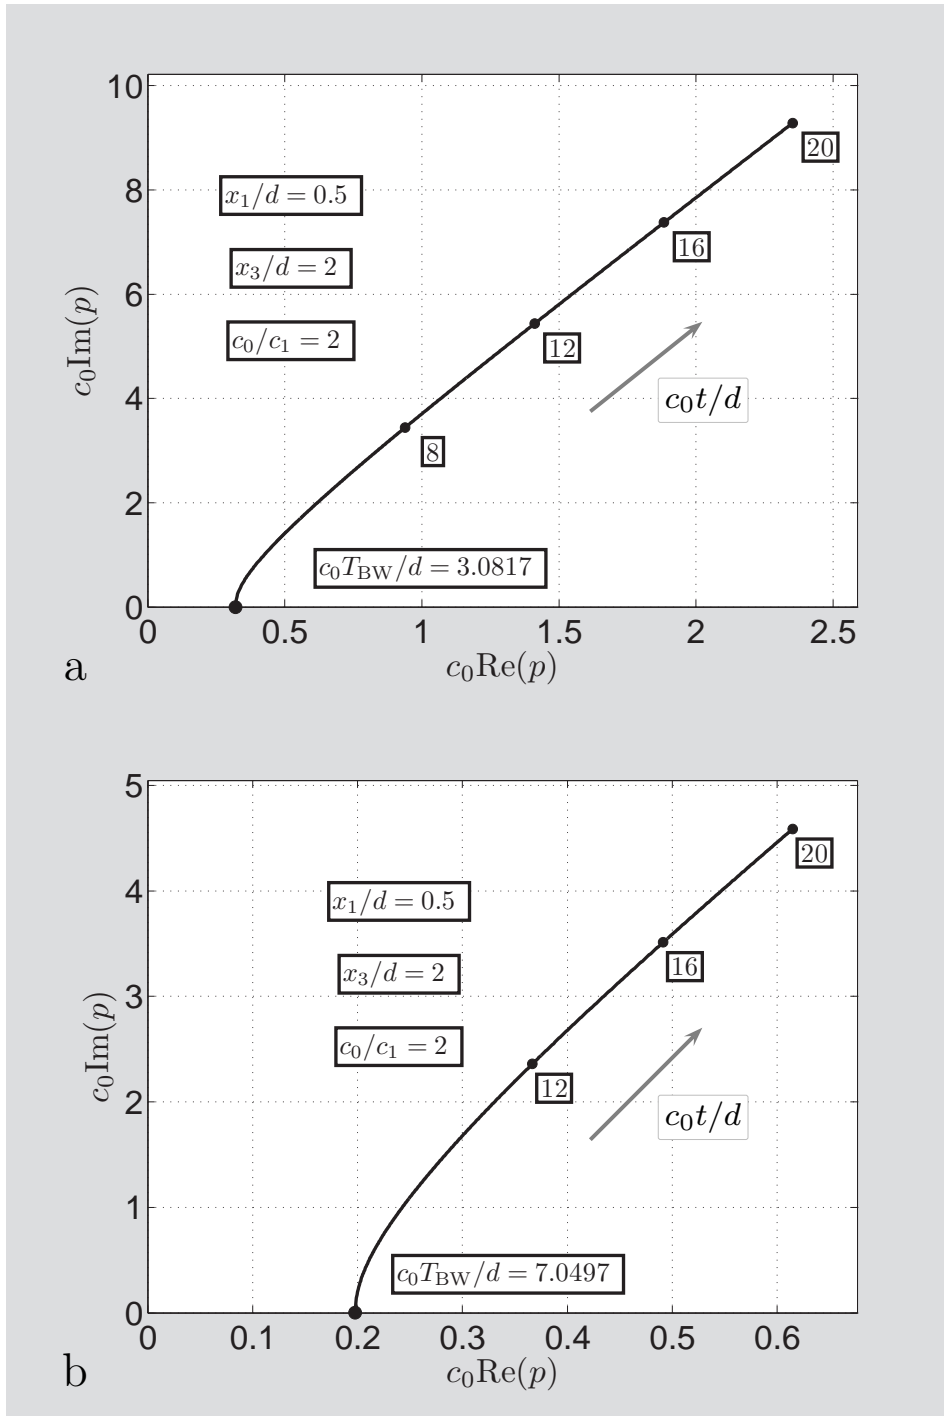 10
8
6
4
2
0
c₀Im(p)
x₁/d = 0.5
x₃/d = 2
c₀/c₁ = 2
20
16
12
8
c₀t/d
c₀T_BW/d = 3.0817
0 0.5 1 1.5 2 2.5
c₀Re(p)
a
5
4
3
2
1
0
c₀Im(p)
x₁/d = 0.5
x₃/d = 2
c₀/c₁ = 2
20
16
12
c₀t/d
c₀T_BW/d = 7.0497
0 0.1 0.2 0.3 0.4 0.5 0.6
c₀Re(p)
b